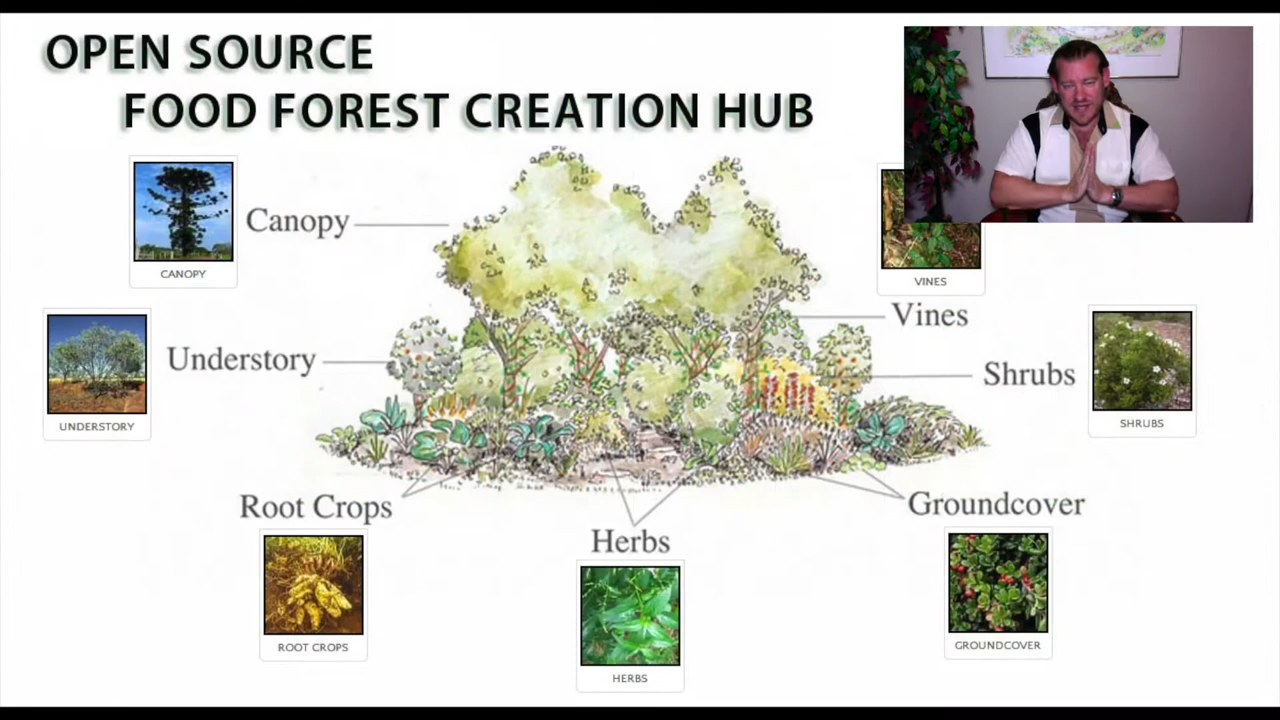 OPEN SOURCE
FOOD FOREST CREATION HUB
Canopy
CANOPY
VINES
Vines
Understory
UNDERSTORY
Shrubs
SHRUBS
Root Crops
ROOT CROPS
Herbs
HERBS
Groundcover
GROUNDCOVER